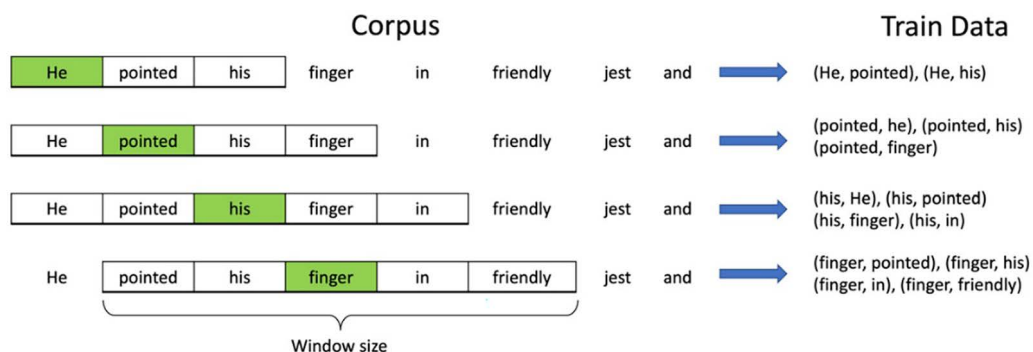 Corpus Train Data
He pointed his finger in friendly jest and (He, pointed), (He, his)
He pointed his finger in friendly jest and (pointed, he), (pointed, his)
(pointed, finger)
He pointed his finger in friendly jest and (his, He), (his, pointed)
(his, finger), (his, in)
He pointed his finger in friendly jest and (finger, pointed), (finger, his)
(finger, in), (finger, friendly)
Window size